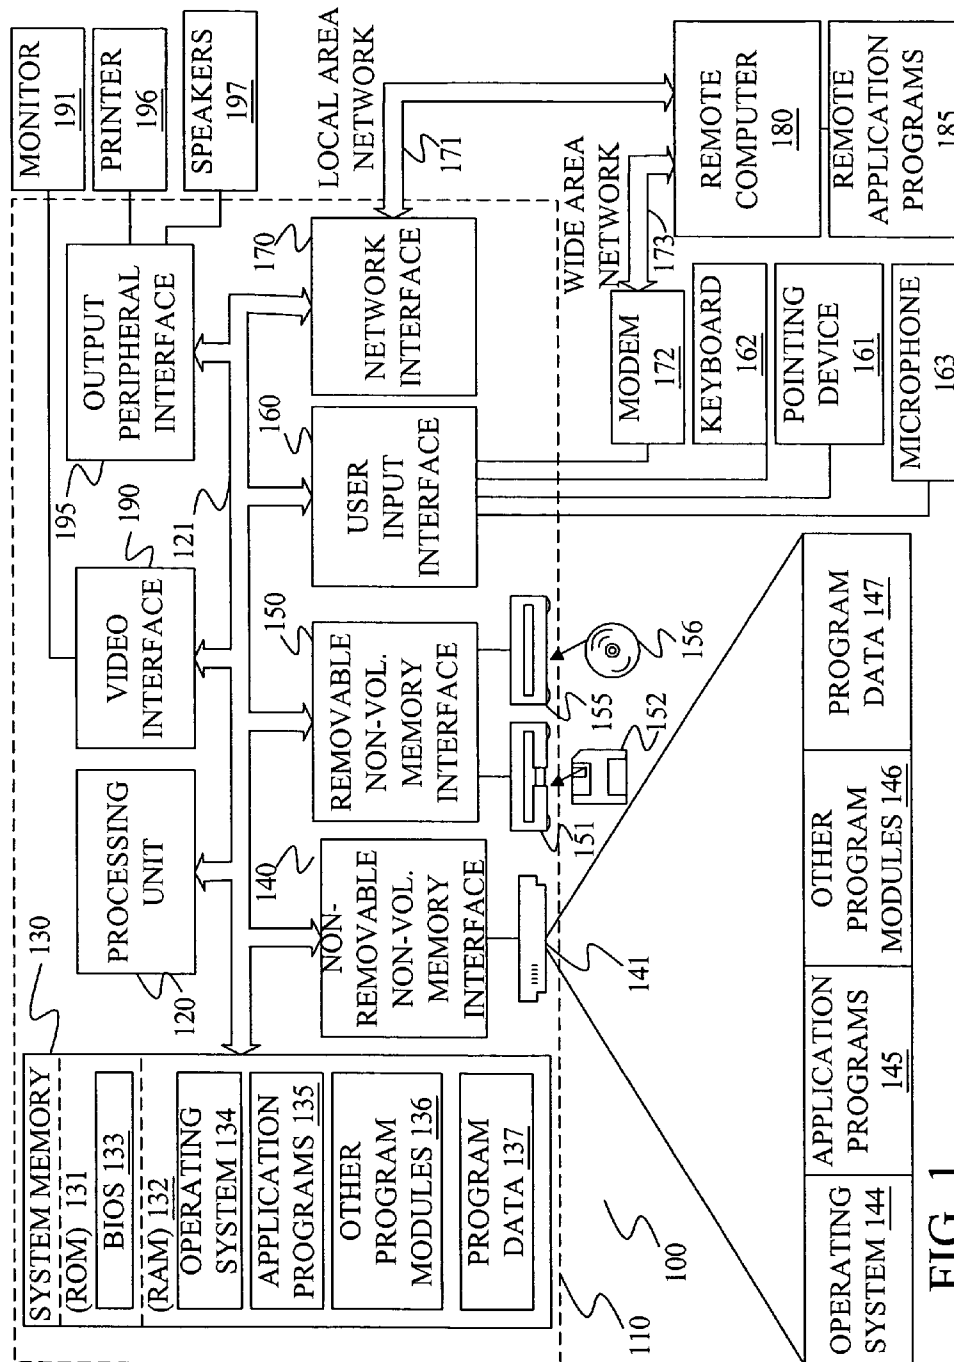 SYSTEM MEMORY
(ROM) 131
BIOS 133
(RAM) 132
OPERATING
SYSTEM 134
APPLICATION
PROGRAMS 135
OTHER
PROGRAM
MODULES 136
PROGRAM
DATA 137
130
PROCESSING
UNIT
120
VIDEO
INTERFACE
190
121
OUTPUT
PERIPHERAL
INTERFACE
195
MONITOR
191
PRINTER
196
SPEAKERS
197
140
NON-
REMOVABLE
NON-VOL.
MEMORY
INTERFACE
150
REMOVABLE
NON-VOL.
MEMORY
INTERFACE
160
USER
INPUT
INTERFACE
170
NETWORK
INTERFACE
LOCAL AREA
NETWORK
171
141
151
152
155
156
WIDE AREA
NETWORK
173
MODEM
172
KEYBOARD
162
POINTING
DEVICE
161
MICROPHONE
163
REMOTE
COMPUTER
180
REMOTE
APPLICATION
PROGRAMS
185
110
100
OPERATING
SYSTEM 144
APPLICATION
PROGRAMS
145
OTHER
PROGRAM
MODULES 146
PROGRAM
DATA 147
FIG. 1